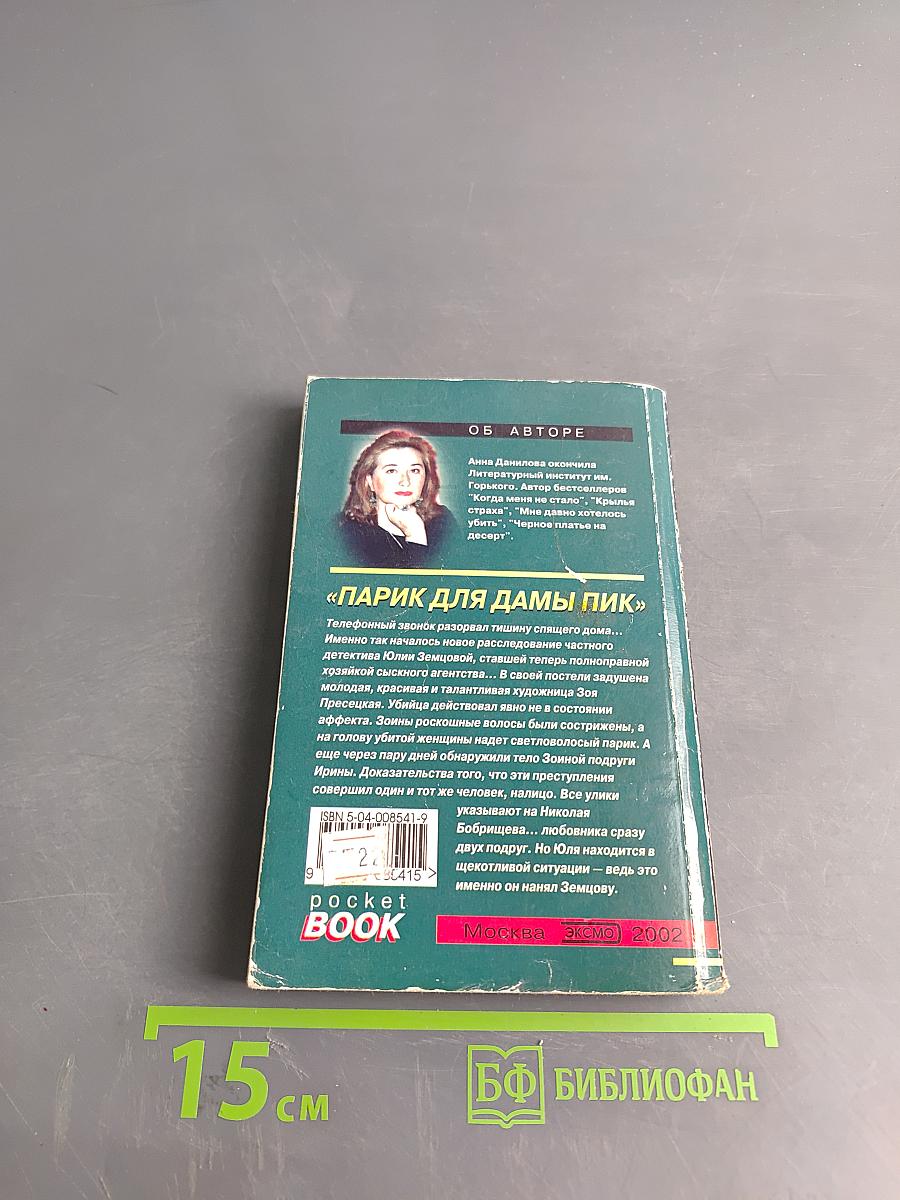 ОБ АВТОРЕ
Анна Данилова окончила
Литературный институт им.
Горького. Автор бестселлеров
"Когда меня не стало", "Крылья
страха", "Мне давно хотелось
убить", "Черное платье на
десерт".
«ПАРИК ДЛЯ ДАМЫ ПИК»
Телефонный звонок разорвал тишину спящего дома...
Именно так началось новое расследование частного
детектива Юлии Земцовой, ставшей теперь полноправной
хозяйкой сыскного агентства... В своей постели задушена
молодая, красивая и талантливая художница Зоя
Пресецкая. Убийца действовал явно не в состоянии
аффекта. Зоины роскошные волосы были сострижены, а
на голову убитой женщины надет светловолосый парик. А
еще через пару дней обнаружили тело Зоиной подруги
Ирины. Доказательства того, что эти преступления
совершил один и тот же человек, налицо. Все улики
указывают на Николая
Бобрищева... любовника сразу
двух подруг. Но Юля находится в
щекотливой ситуации — ведь это
именно он нанял Земцову.
ISBN 5-04-008541-9
pocket
BOOK
Москва ЭКСМО 2002
15 см
БФ БИБЛИОФАН